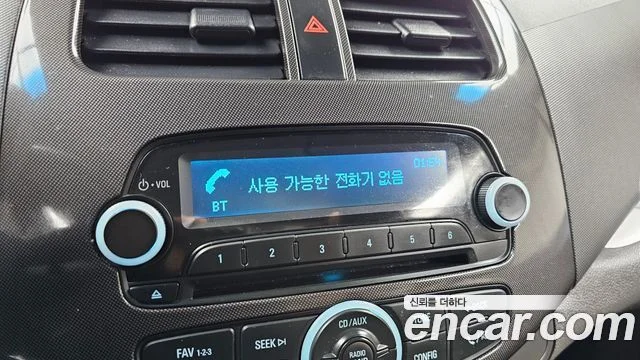 사용 가능한 전화기 없음
BT
VOL
1 2 3 4 5 6
CD/AUX
FAV 1-2-3
SEEK
RADIO
CONFIG
신뢰를 더하다
encar.com